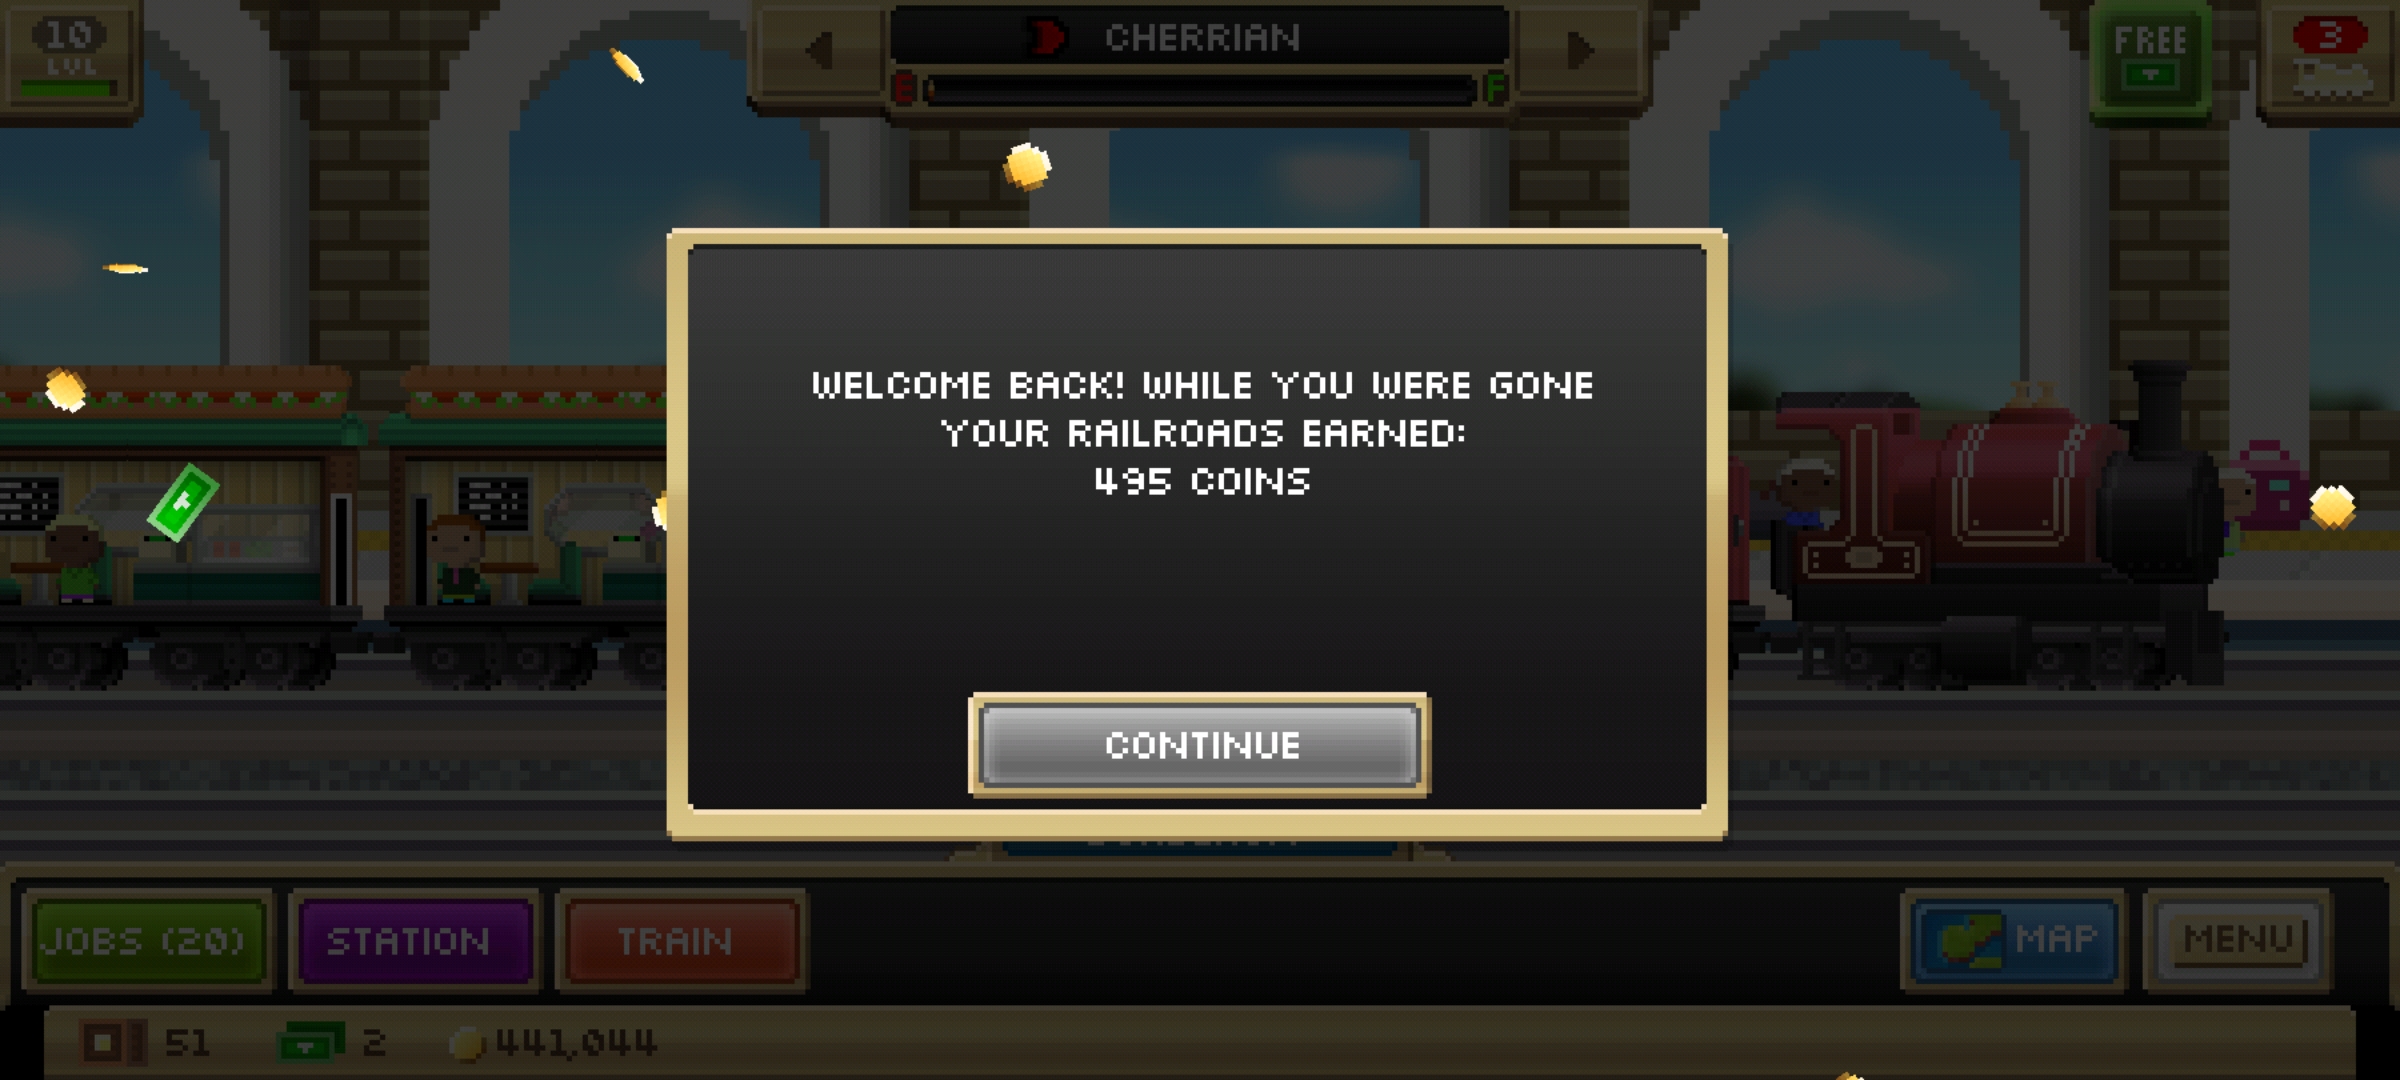 10
LVL
CHERRIAN
E F
FREE
3
WELCOME BACK! WHILE YOU WERE GONE
YOUR RAILROADS EARNED:
495 COINS
CONTINUE
JOBS (20)
STATION
TRAIN
MAP
MENU
51
2
441,044